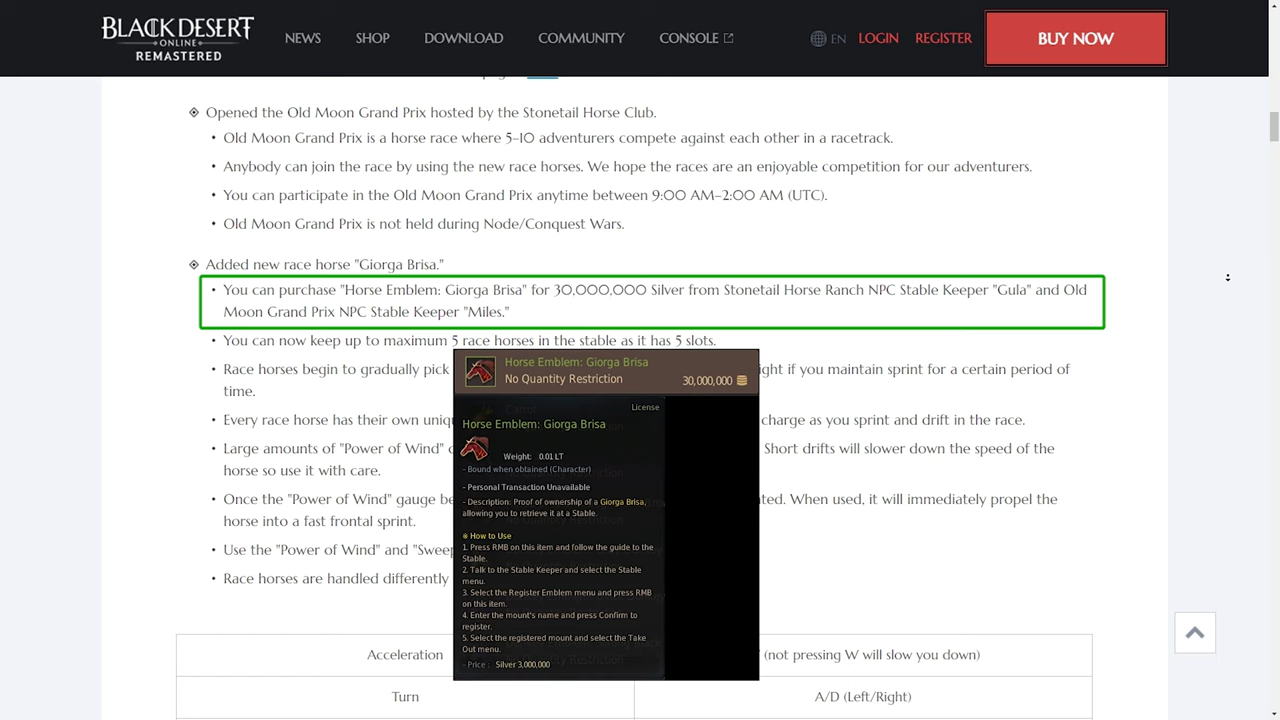 BLACK DESERT
ONLINE
REMASTERED
NEWS
SHOP
DOWNLOAD
COMMUNITY
CONSOLE
EN
LOGIN
REGISTER
BUY NOW
Opened the Old Moon Grand Prix hosted by the Stonetail Horse Club.
• Old Moon Grand Prix is a horse race where 5–10 adventurers compete against each other in a racetrack.
• Anybody can join the race by using the new race horses. We hope the races are an enjoyable competition for our adventurers.
• You can participate in the Old Moon Grand Prix anytime between 9:00 AM–2:00 AM (UTC).
• Old Moon Grand Prix is not held during Node/Conquest Wars.
Added new race horse "Giorga Brisa."
• You can purchase "Horse Emblem: Giorga Brisa" for 30,000,000 Silver from Stonetail Horse Ranch NPC Stable Keeper "Gula" and Old
Moon Grand Prix NPC Stable Keeper "Miles."
• You can now keep up to maximum 5 race horses in the stable as it has 5 slots.
• Race horses begin to gradually pick
if you maintain sprint for a certain period of
time.
• Every race horse has their own
charge as you sprint and drift in the race.
• Large amounts of "Power of Wind"
Short drifts will slower down the speed of the
horse so use it with care.
• Once the "Power of Wind" gauge
When used, it will immediately propel the
horse into a fast frontal sprint.
• Use the "Power of Wind" and
• Race horses are handled differently
Horse Emblem: Giorga Brisa
No Quantity Restriction
30,000,000
License
Horse Emblem: Giorga Brisa
Weight: 0.01 LT
- Bound when obtained (Character)
- Personal Transaction Unavailable
- Description: Proof of ownership of a Giorga Brisa,
allowing you to retrieve it at a Stable.
※ How to Use
1. Press RMB on this item and follow the guide to the
Stable.
2. Talk to the Stable Keeper and select the Stable
menu.
3. Select the Register Emblem menu and press RMB
on this item.
4. Enter the mount's name and press Confirm to
register.
5. Select the registered mount and select the Take
Out menu.
- Price : Silver 3,000,000
Acceleration
(not pressing W will slow you down)
Turn
A/D (Left/Right)